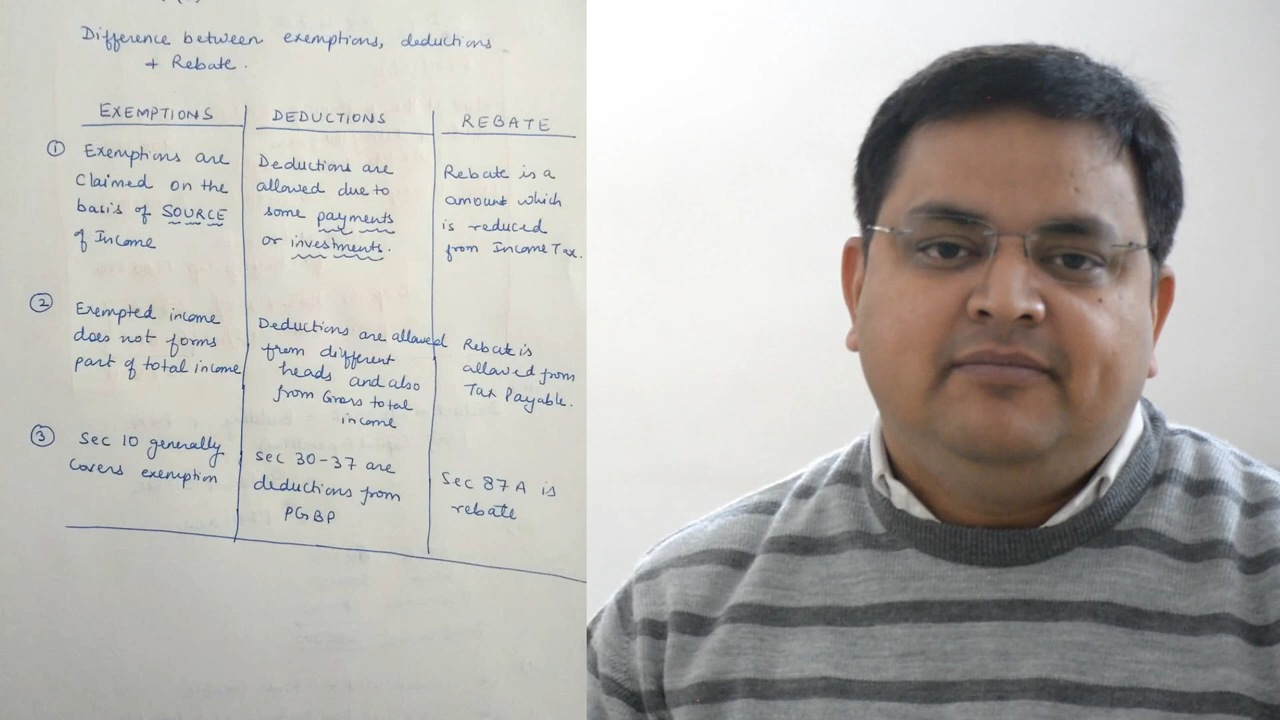 Difference between exemptions, deductions
+ Rebate.
EXEMPTIONS
DEDUCTIONS
REBATE
① Exemptions are
Claimed on the
basis of SOURCE
of Income
Deductions are
allowed due to
some payments
or investments.
Rebate is a
amount which
is reduced
from Income Tax.
② Exempted income
does not forms
part of total income
Deductions are allowed
from different
heads and also
from Gross total
income
Rebate is
allowed from
Tax Payable.
③ Sec 10 generally
Covers exemption
Sec 30-37 are
deductions from
PGBP
Sec 87A is
rebate